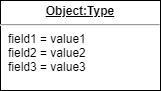 Object:Type
field1 = value1
field2 = value2
field3 = value3